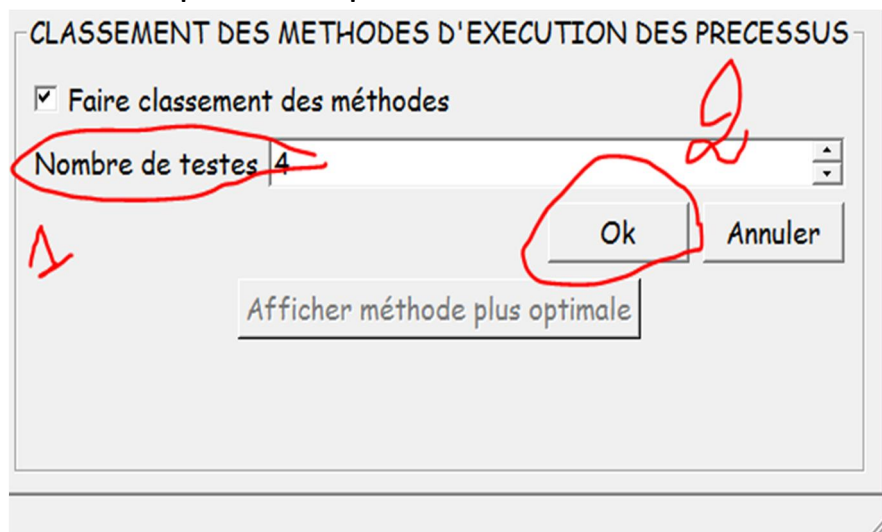 CLASSEMENT DES METHODES D'EXECUTION DES PRECESSUS
Faire classement des méthodes
Nombre de testes 4
1
2
Ok Annuler
Afficher méthode plus optimale